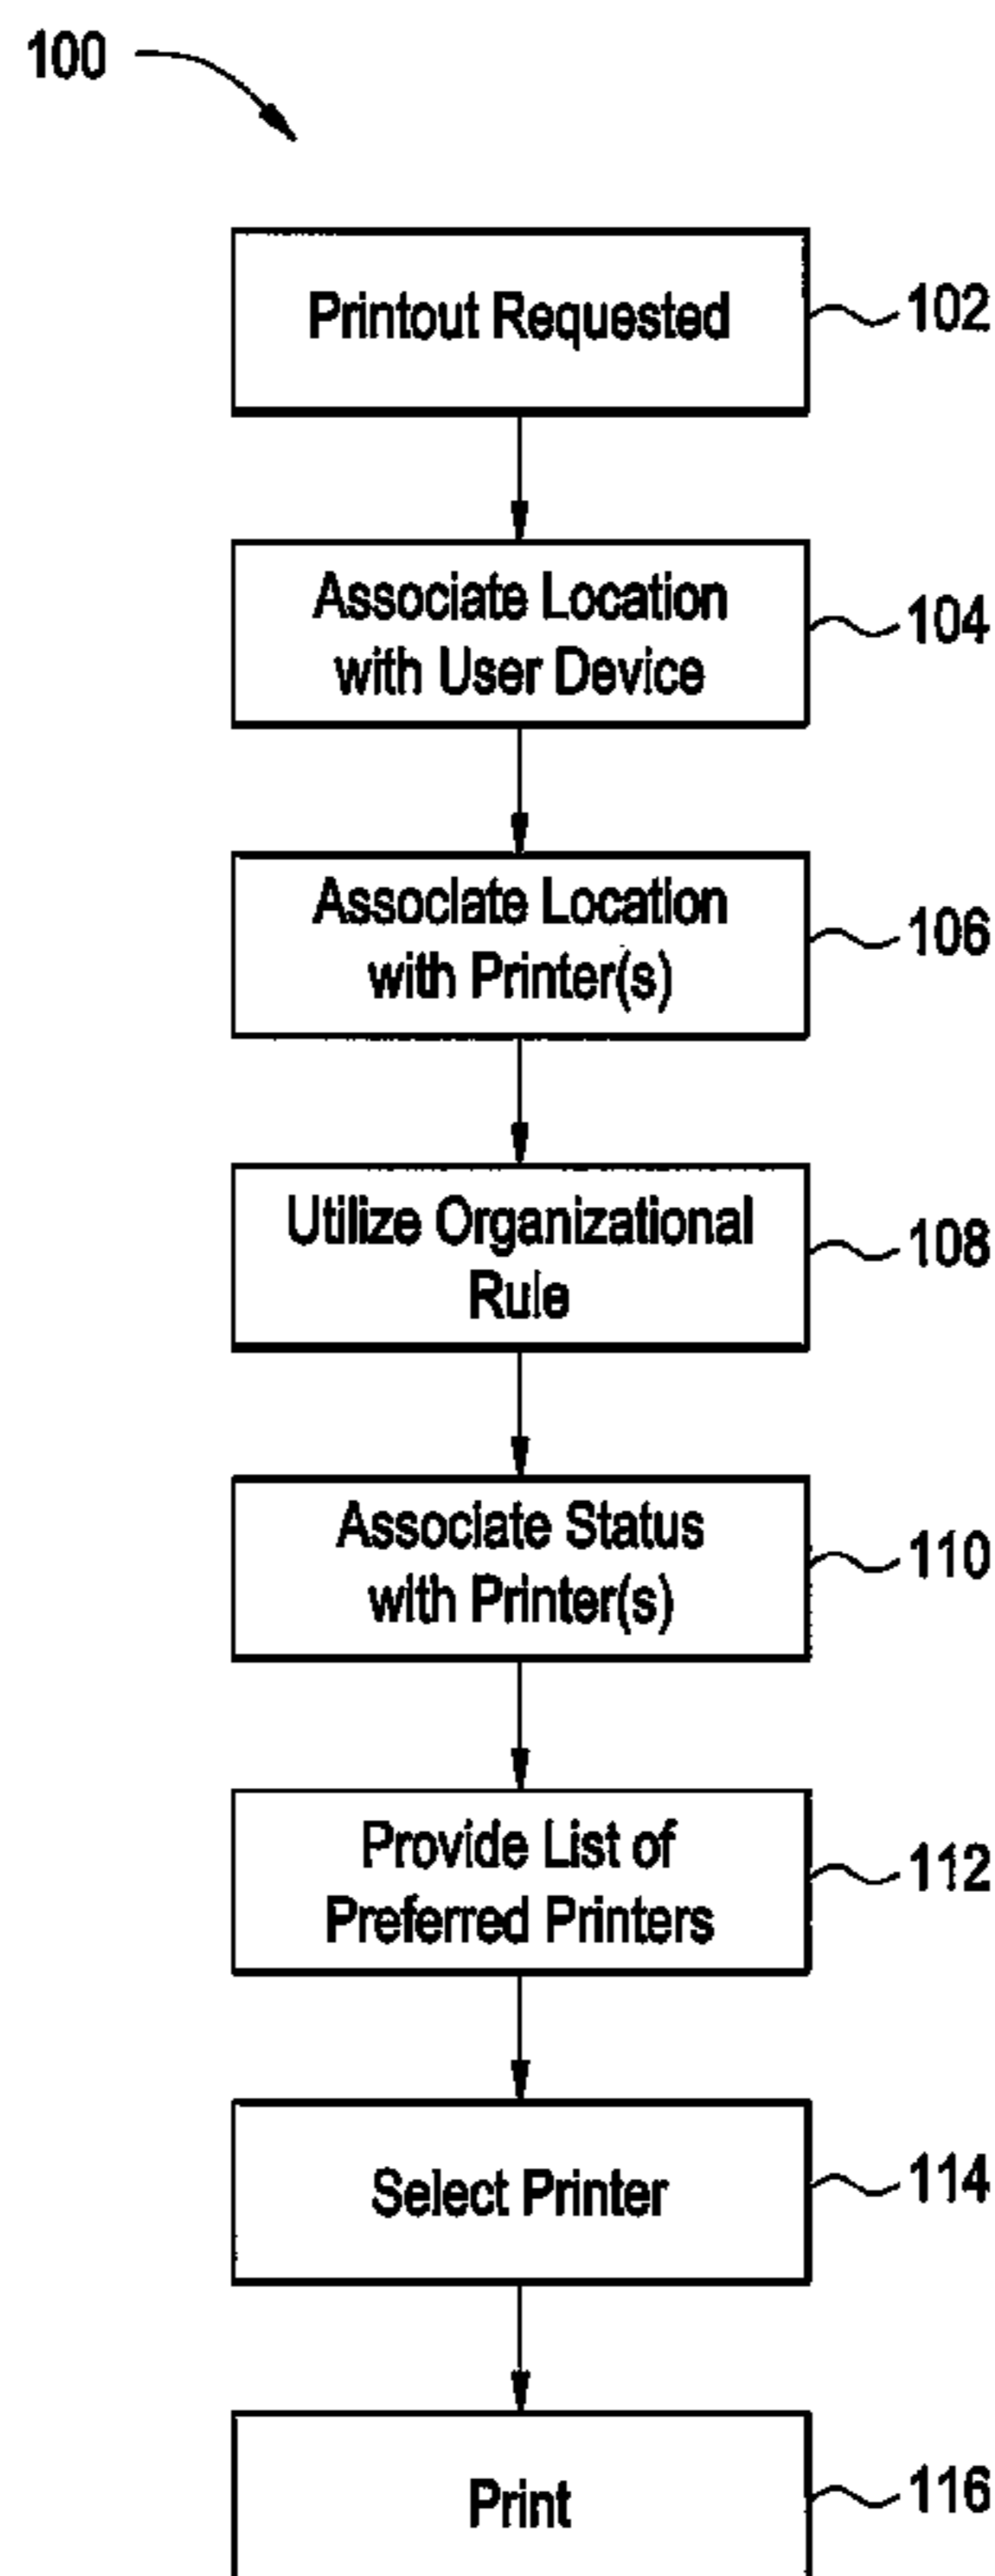 100
Printout Requested
102
Associate Location
with User Device
104
Associate Location
with Printer(s)
106
Utilize Organizational
Rule
108
Associate Status
with Printer(s)
110
Provide List of
Preferred Printers
112
Select Printer
114
Print
116